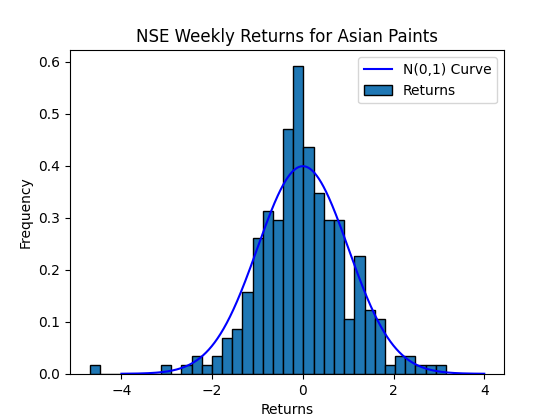 NSE Weekly Returns for Asian Paints
N(0,1) Curve
Returns
Frequency
0.6
0.5
0.4
0.3
0.2
0.1
0.0
−4
−2
0
2
4
Returns